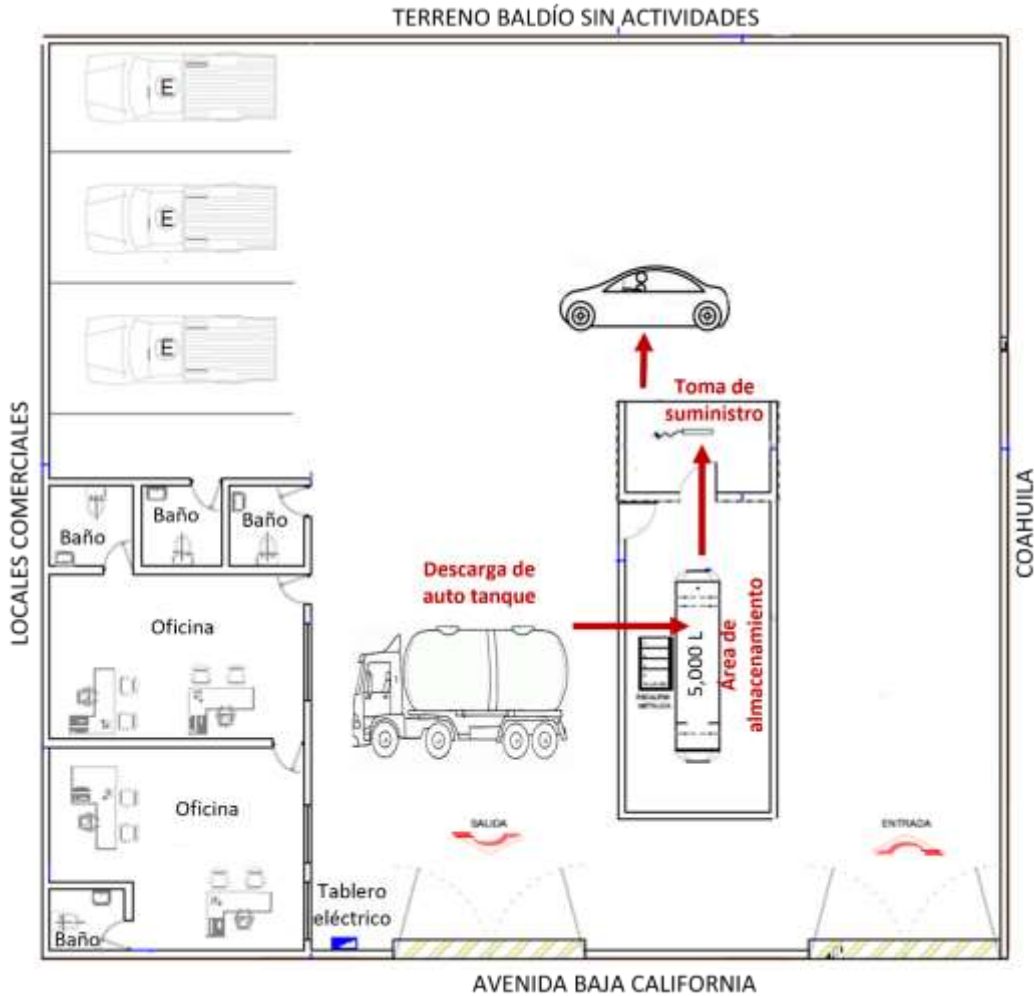 TERRENO BALDÍO SIN ACTIVIDADES
E
E
E
LOCALES COMERCIALES
COAHUILA
Toma de
suministro
Baño
Baño
Baño
Descarga de
auto tanque
Oficina
5,000 L
Área de
almacenamiento
Oficina
SALIDA
ENTRADA
Tablero
eléctrico
Baño
AVENIDA BAJA CALIFORNIA